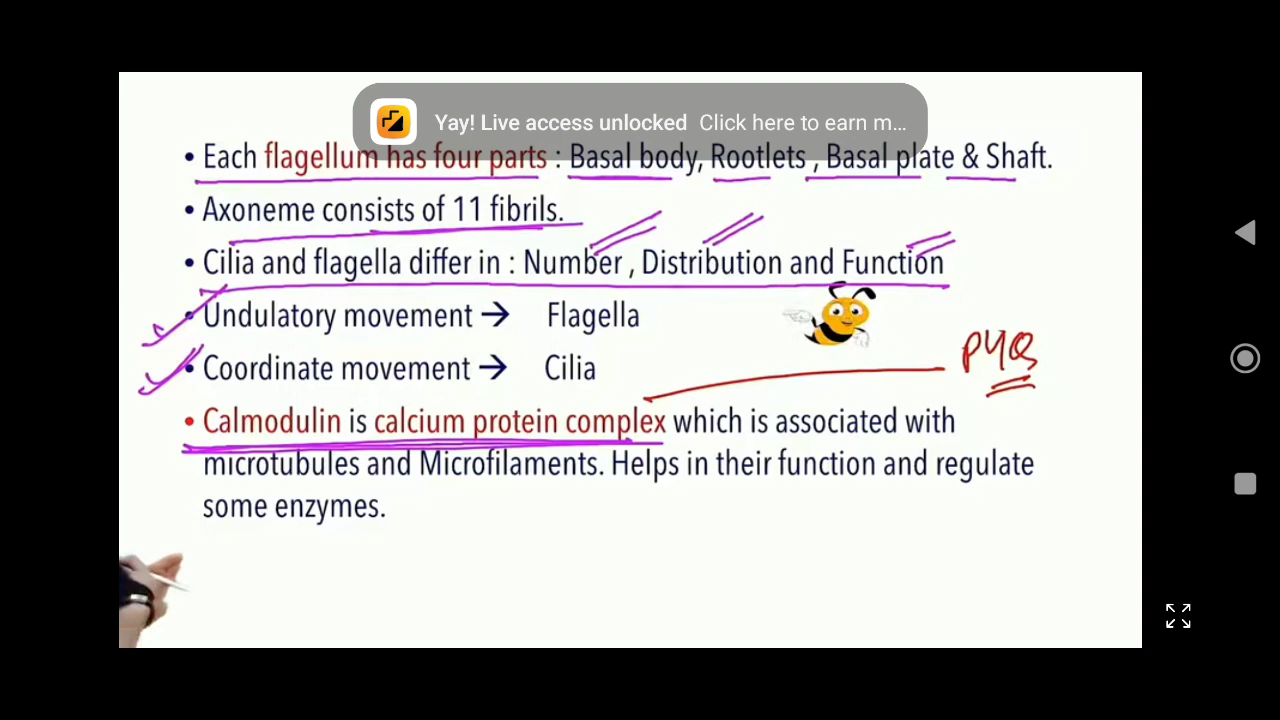 Yay! Live access unlocked Click here to earn m...
• Each flagellum has four parts : Basal body, Rootlets , Basal plate & Shaft.
• Axoneme consists of 11 fibrils.
• Cilia and flagella differ in : Number , Distribution and Function
• Undulatory movement → Flagella
• Coordinate movement → Cilia
PYQ
• Calmodulin is calcium protein complex which is associated with
microtubules and Microfilaments. Helps in their function and regulate
some enzymes.